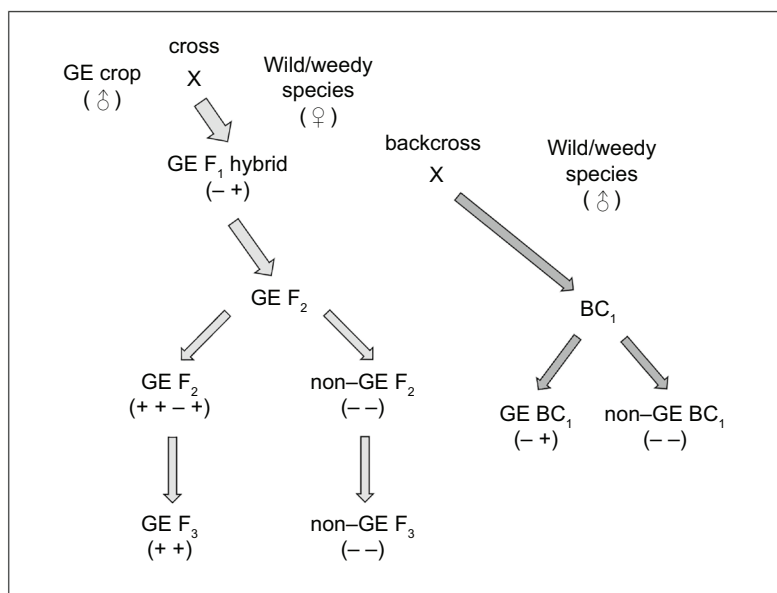 cross
GE crop
(♂)
X
Wild/weedy
species
(♀)
GE F₁ hybrid
(– +)
backcross
X
Wild/weedy
species
(♂)
GE F₂
BC₁
GE F₂
(+ + – +)
non–GE F₂
(– –)
GE BC₁
(– +)
non–GE BC₁
(– –)
GE F₃
(+ +)
non–GE F₃
(– –)